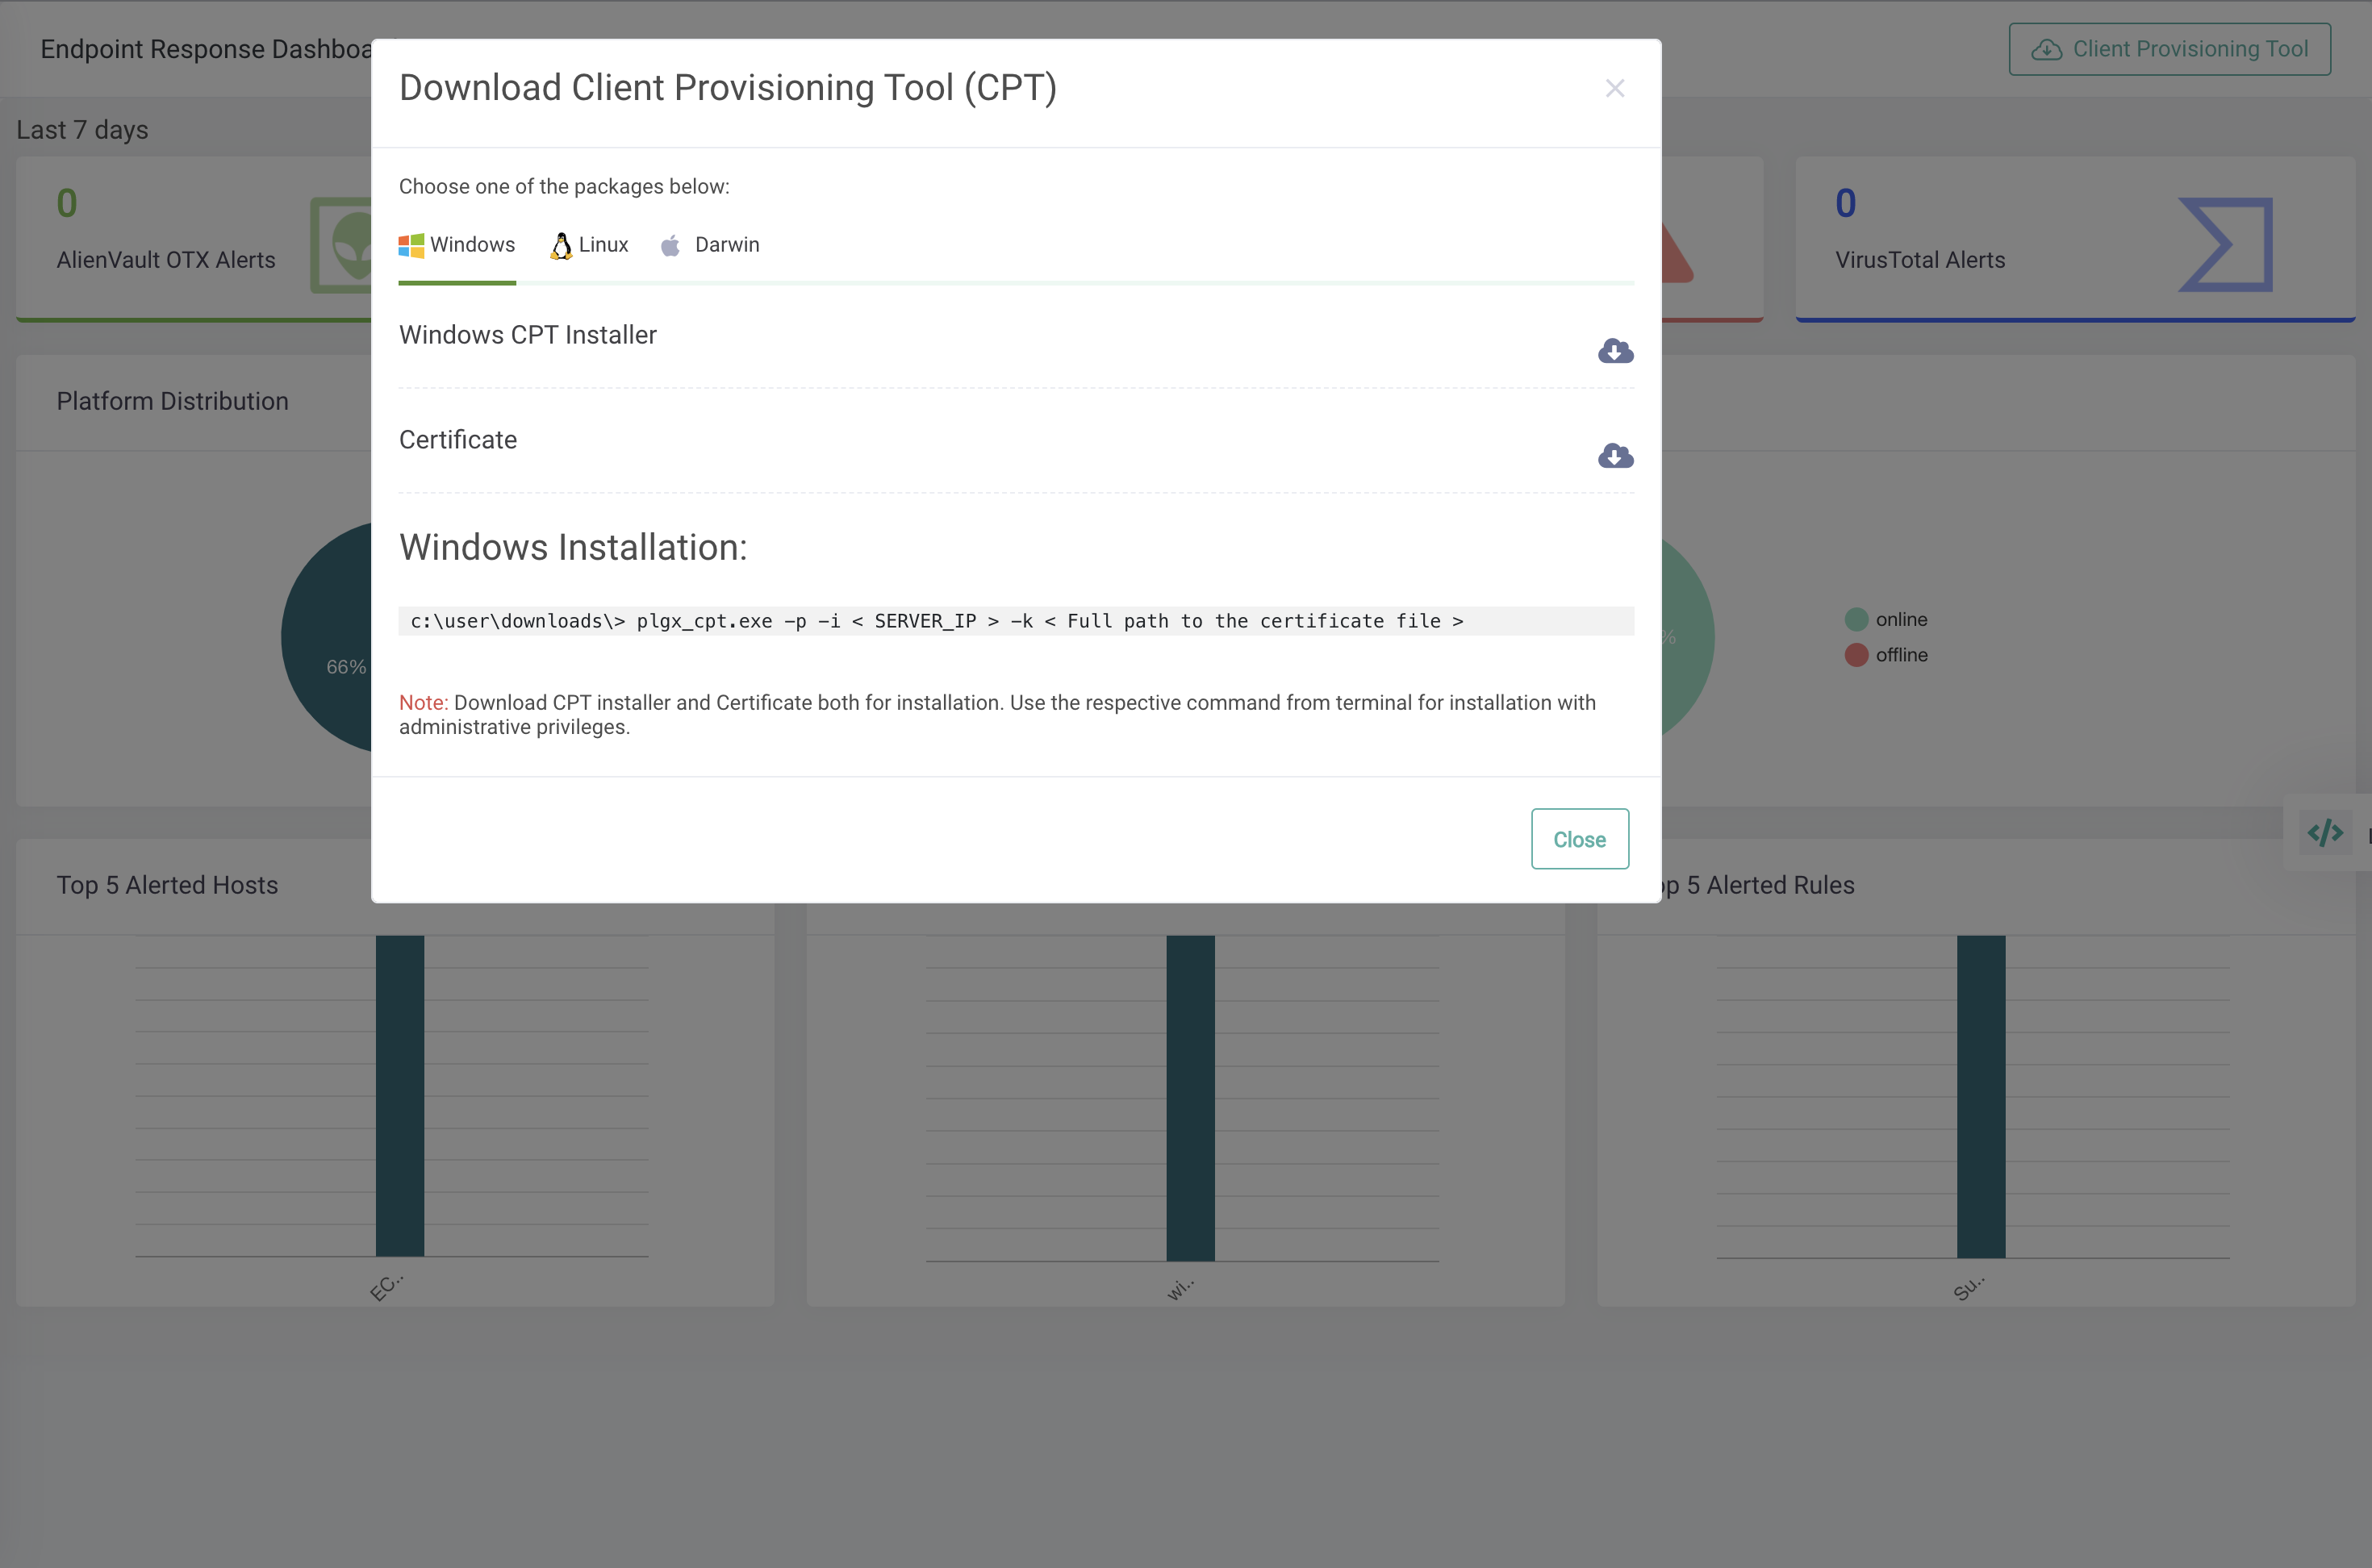 Endpoint Response Dashboa
Client Provisioning Tool
Download Client Provisioning Tool (CPT)
Last 7 days
Choose one of the packages below:
0
AlienVault OTX Alerts
0
VirusTotal Alerts
Windows
Linux
Darwin
Windows CPT Installer
Platform Distribution
Certificate
Windows Installation:
c:\user\downloads\> plgx_cpt.exe -p -i < SERVER_IP > -k < Full path to the certificate file >
66%
%
online
offline
Note: Download CPT installer and Certificate both for installation. Use the respective command from terminal for installation with
administrative privileges.
Close
Top 5 Alerted Hosts
op 5 Alerted Rules
EC..
wi..
Su..